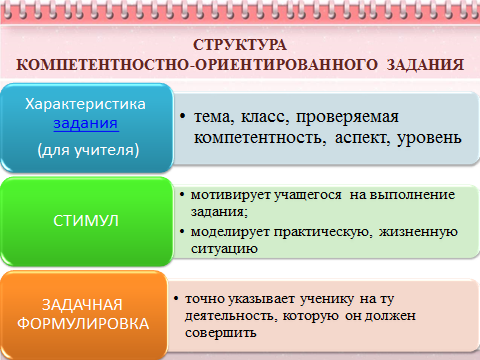 СТРУКТУРА
КОМПЕТЕНТНОСТНО-ОРИЕНТИРОВАННОГО ЗАДАНИЯ
Характеристика
задания
(для учителя)
• тема, класс, проверяемая
компетентность, аспект, уровень
СТИМУЛ
• мотивирует учащегося на выполнение
задания;
• моделирует практическую, жизненную
ситуацию
ЗАДАЧНАЯ
ФОРМУЛИРОВКА
• точно указывает ученику на ту
деятельность, которую он должен
совершить